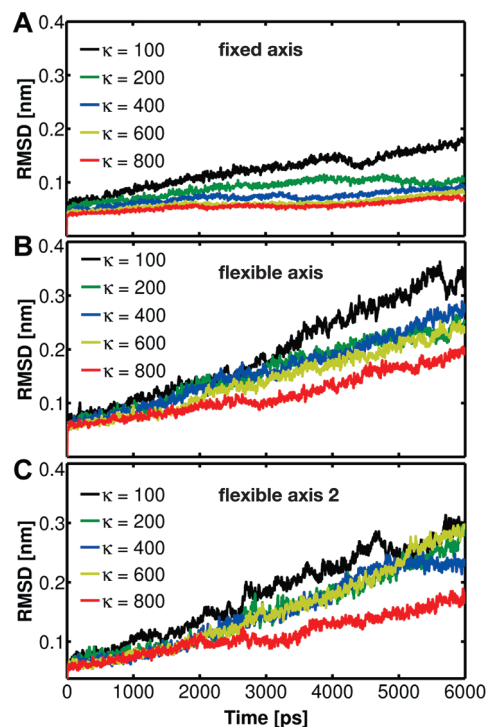 A
0.4
fixed axis
κ = 100
κ = 200
0.3
κ = 400
RMSD [nm]
κ = 600
0.2
κ = 800
0.1
B
flexible axis
κ = 100
κ = 200
0.3
κ = 400
RMSD [nm]
κ = 600
0.2
κ = 800
0.1
C
0.4
flexible axis 2
κ = 100
κ = 200
0.3
κ = 400
RMSD [nm]
κ = 600
0.2
κ = 800
0.1
0 1000 2000 3000 4000 5000 6000
Time [ps]